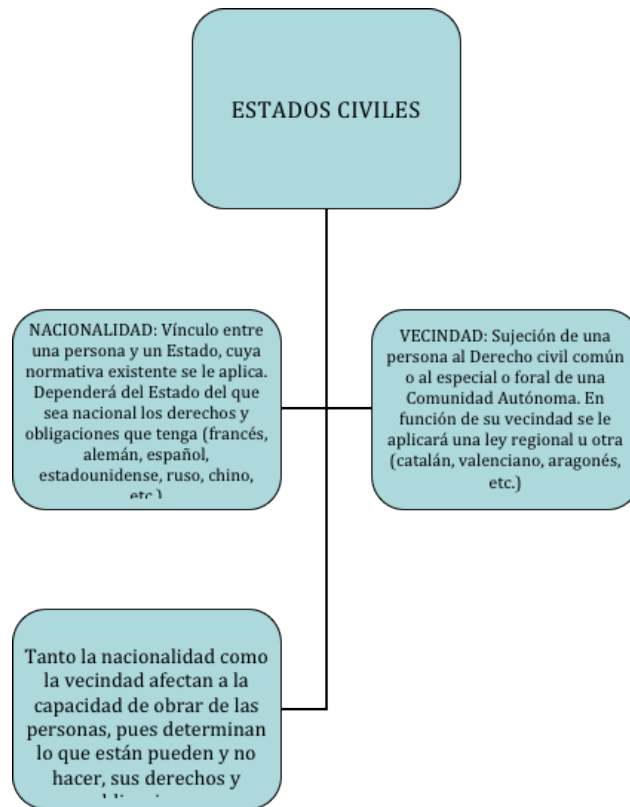 ESTADOS CIVILES
NACIONALIDAD: Vínculo entre
una persona y un Estado, cuya
normativa existente se le aplica.
Dependerá del Estado del que
sea nacional los derechos y
obligaciones que tenga (francés,
alemán, español,
estadounidense, ruso, chino,
etc.)
VECINDAD: Sujeción de una
persona al Derecho civil común
o al especial o foral de una
Comunidad Autónoma. En
función de su vecindad se le
aplicará una ley regional u otra
(catalán, valenciano, aragonés,
etc.)
Tanto la nacionalidad como
la vecindad afectan a la
capacidad de obrar de las
personas, pues determinan
lo que están pueden y no
hacer, sus derechos y